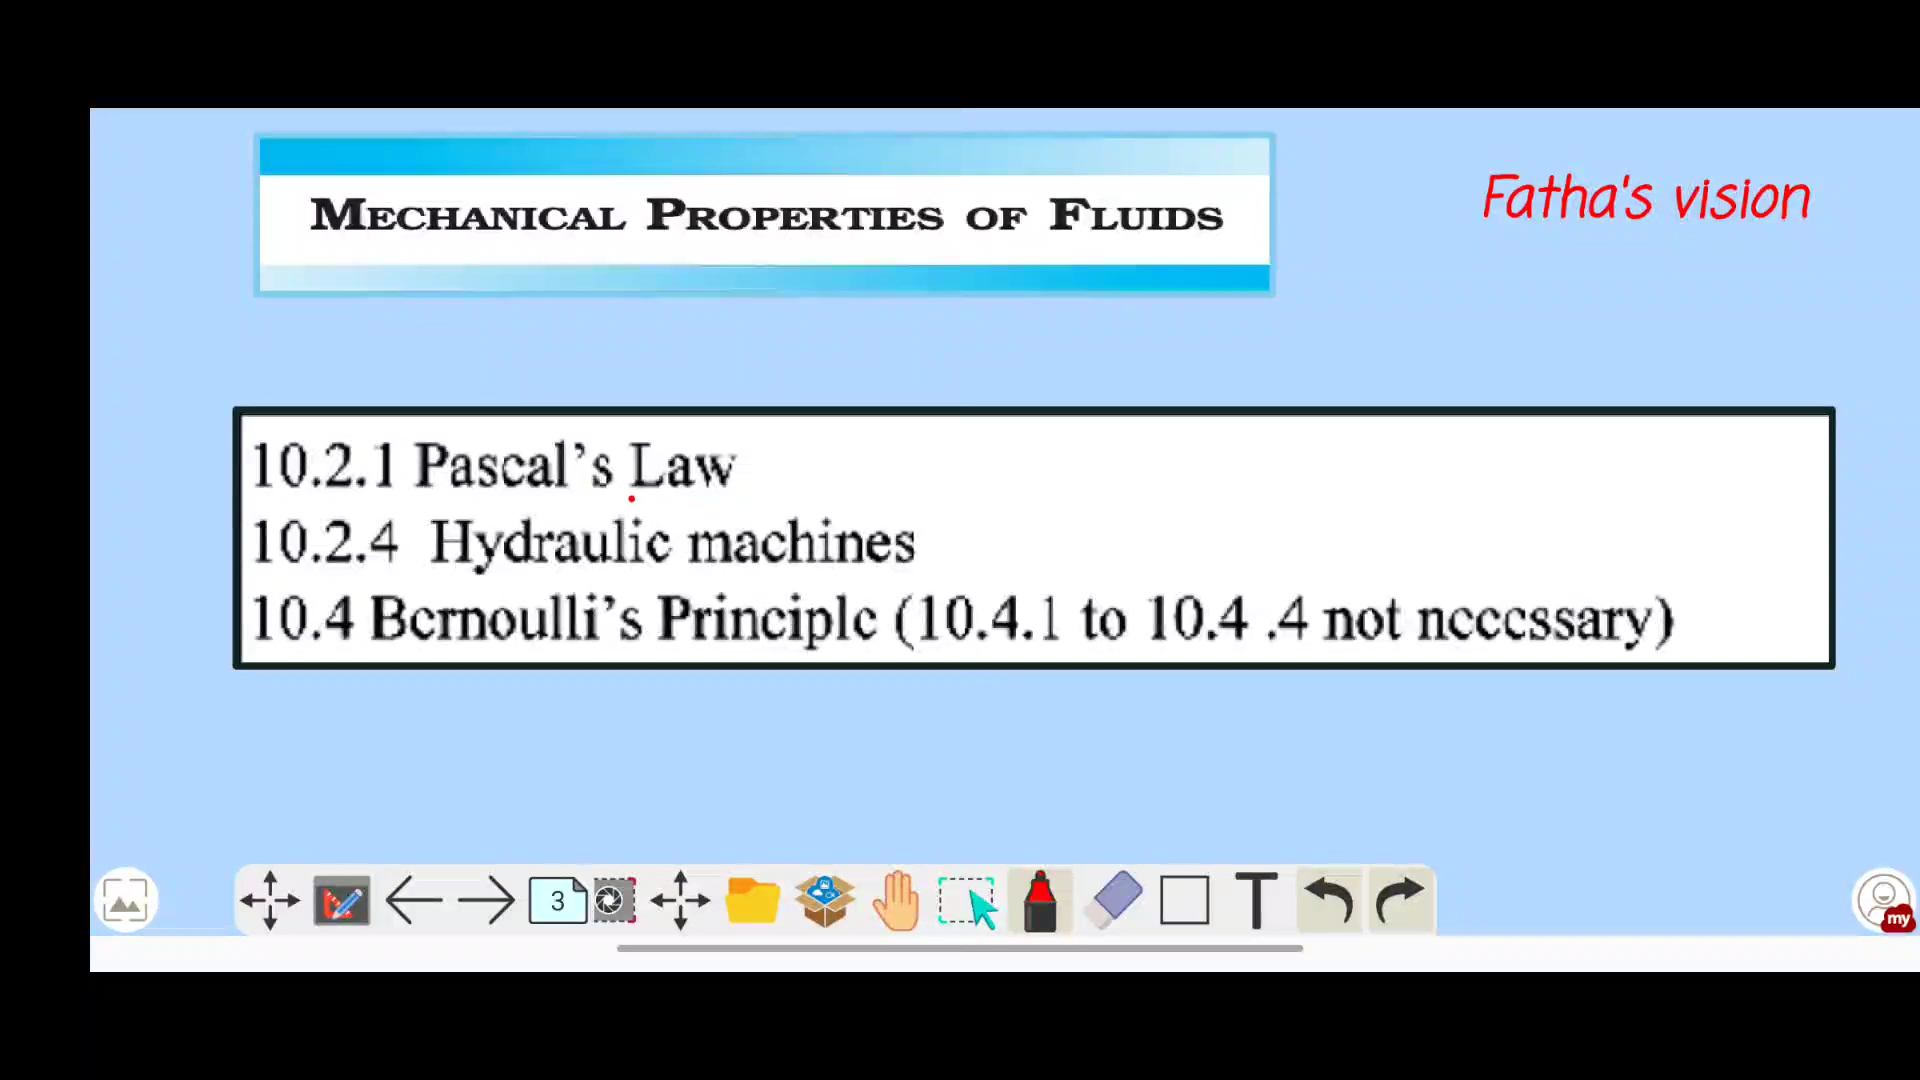 MECHANICAL PROPERTIES OF FLUIDS
Fatha's vision
10.2.1 Pascal's Law
10.2.4 Hydraulic machines
10.4 Bernoulli's Principle (10.4.1 to 10.4 .4 not necessary)
3
T
my